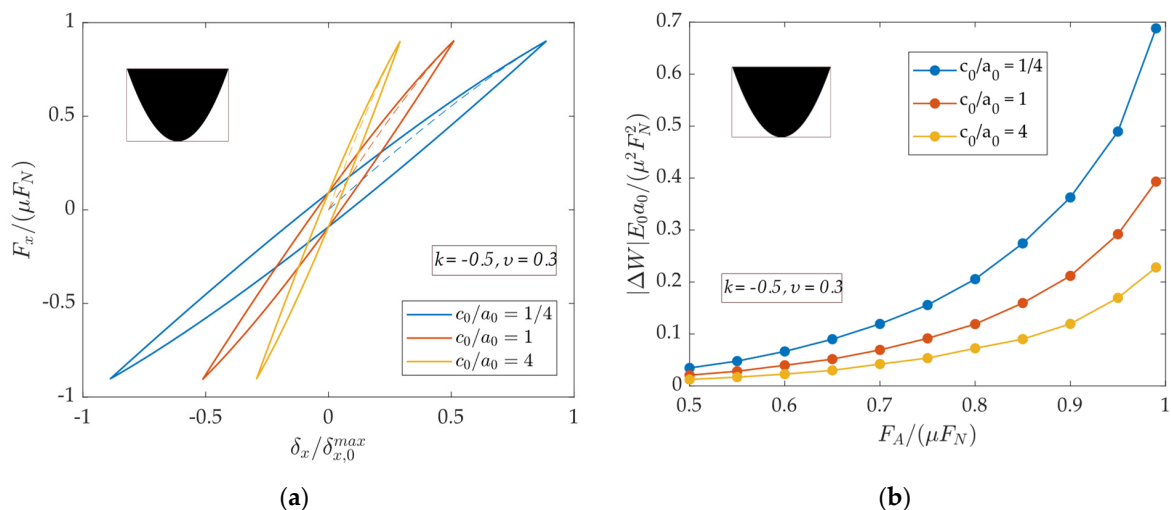 1
0.5
0
-0.5
-1
-1
-0.5
0
0.5
1
F_x/(μF_N)
δ_x/δ_{x,0}^{max}
k = -0.5, υ = 0.3
c_0/a_0 = 1/4
c_0/a_0 = 1
c_0/a_0 = 4
(a)
0.7
0.6
0.5
0.4
0.3
0.2
0.1
0
0.5
0.6
0.7
0.8
0.9
1
|ΔW|E_0a_0/(μ²F_N²)
F_A/(μF_N)
c_0/a_0 = 1/4
c_0/a_0 = 1
c_0/a_0 = 4
k = -0.5, υ = 0.3
(b)